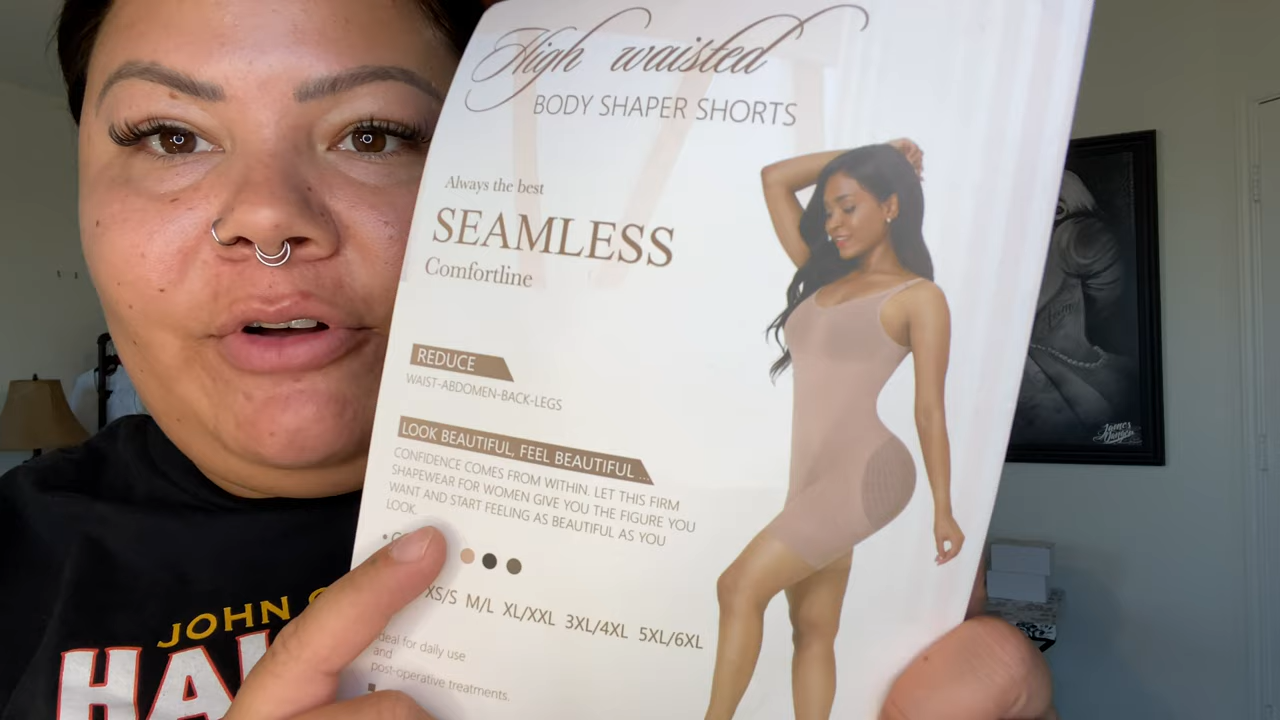 High waisted
BODY SHAPER SHORTS
Always the best
SEAMLESS
Comfortline
REDUCE
WAIST-ABDOMEN-BACK-LEGS
LOOK BEAUTIFUL, FEEL BEAUTIFUL ...
CONFIDENCE COMES FROM WITHIN. LET THIS FIRM
SHAPEWEAR FOR WOMEN GIVE YOU THE FIGURE YOU
WANT AND START FEELING AS BEAUTIFUL AS YOU
LOOK.
XS/S M/L XL/XXL 3XL/4XL 5XL/6XL
deal for daily use
and
post-operative treatments.
JOHN
HA
James